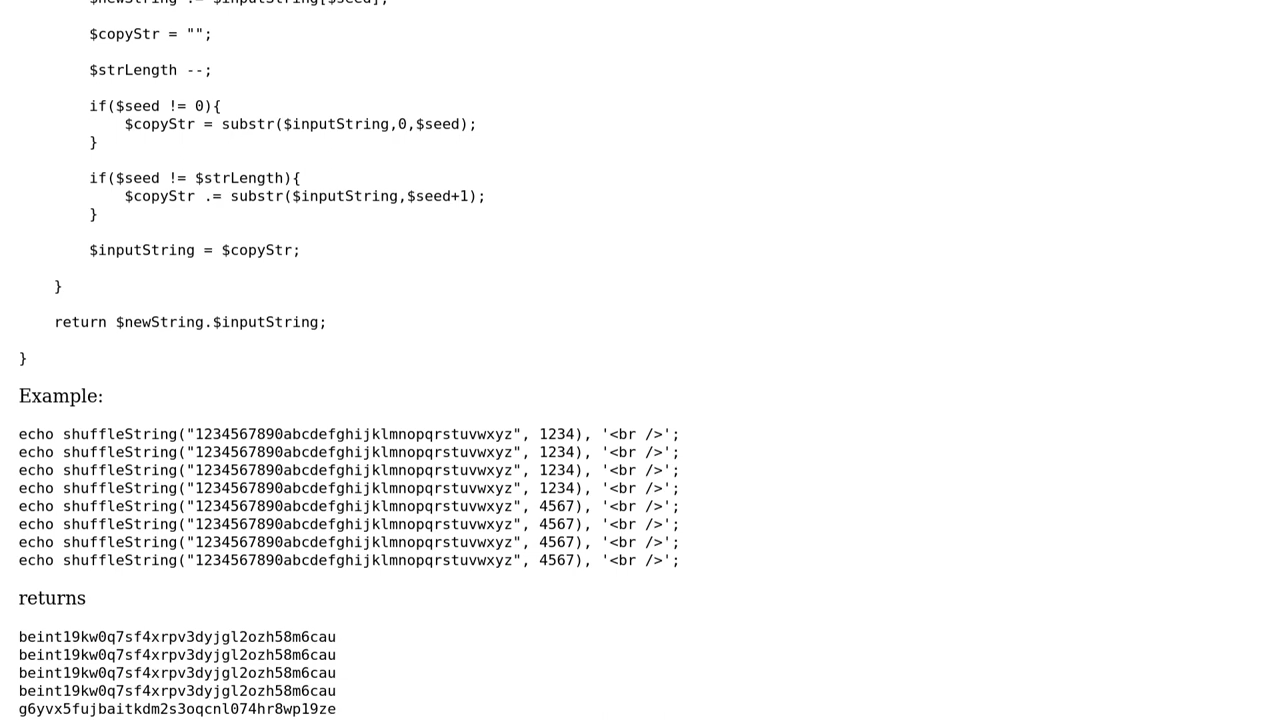 $newString .= $inputString[$seed];
$copyStr = "";
$strLength --;
if($seed != 0){
$copyStr = substr($inputString,0,$seed);
}
if($seed != $strLength){
$copyStr .= substr($inputString,$seed+1);
}
$inputString = $copyStr;
}
return $newString.$inputString;
}
Example:
echo shuffleString("1234567890abcdefghijklmnopqrstuvwxyz", 1234), '<br />';
echo shuffleString("1234567890abcdefghijklmnopqrstuvwxyz", 1234), '<br />';
echo shuffleString("1234567890abcdefghijklmnopqrstuvwxyz", 1234), '<br />';
echo shuffleString("1234567890abcdefghijklmnopqrstuvwxyz", 1234), '<br />';
echo shuffleString("1234567890abcdefghijklmnopqrstuvwxyz", 4567), '<br />';
echo shuffleString("1234567890abcdefghijklmnopqrstuvwxyz", 4567), '<br />';
echo shuffleString("1234567890abcdefghijklmnopqrstuvwxyz", 4567), '<br />';
echo shuffleString("1234567890abcdefghijklmnopqrstuvwxyz", 4567), '<br />';
returns
beint19kw0q7sf4xrpv3dyjgl2ozh58m6cau
beint19kw0q7sf4xrpv3dyjgl2ozh58m6cau
beint19kw0q7sf4xrpv3dyjgl2ozh58m6cau
beint19kw0q7sf4xrpv3dyjgl2ozh58m6cau
g6yvx5fujbaitkdm2s3oqcnl074hr8wp19ze